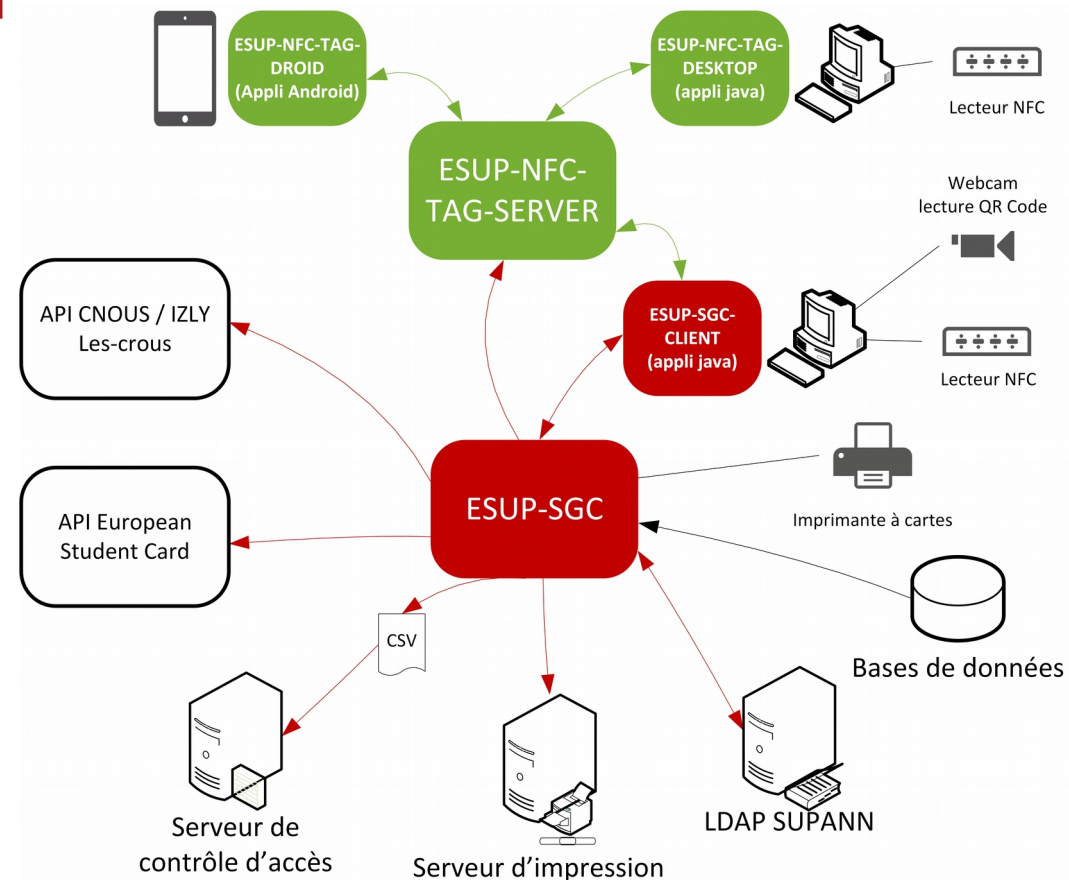 ESUP-NFC-TAG-
DROID
(Appli Android)
ESUP-NFC-TAG-
DESKTOP
(appli java)
Lecteur NFC
ESUP-NFC-
TAG-SERVER
Webcam
lecture QR Code
API CNOUS / IZLY
Les-crous
ESUP-SGC-
CLIENT
(appli java)
Lecteur NFC
ESUP-SGC
Imprimante à cartes
API European
Student Card
CSV
Bases de données
Serveur de
contrôle d'accès
Serveur d'impression
LDAP SUPANN